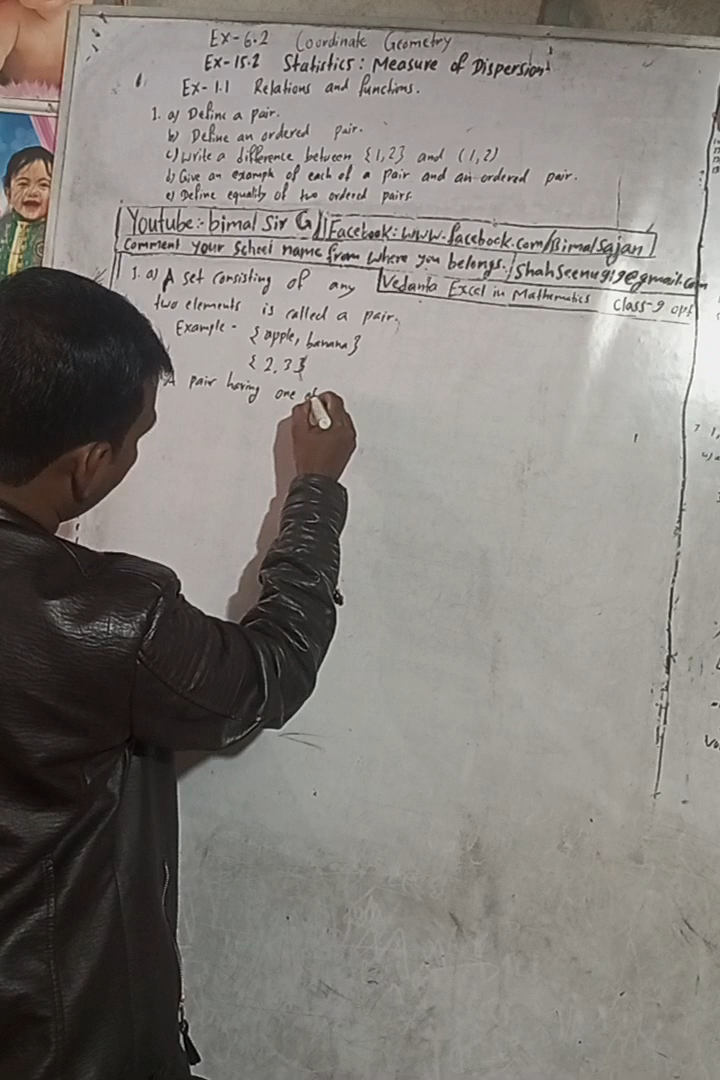 Ex-6.2 Coordinate Geometry
Ex-15.2 Statistics: Measure of Dispersion
Ex-1.1 Relations and functions.
1. a) Define a pair.
b) Define an ordered pair.
c) Write a difference between {1,2} and (1,2)
d) Give an example of each of a pair and an ordered pair.
e) Define equality of two ordered pairs.
Youtube:- bimal Sir G
Facebook: www.facebook.com/Bimalsajan
Comment your School name from where you belongs.
shahseenu919@gmail.com
Vedanta Excel in Mathematics class-9 opt
1. a) A set consisting of any
two elements is called a pair.
Example - {apple, banana}
{2,3}
A pair having one